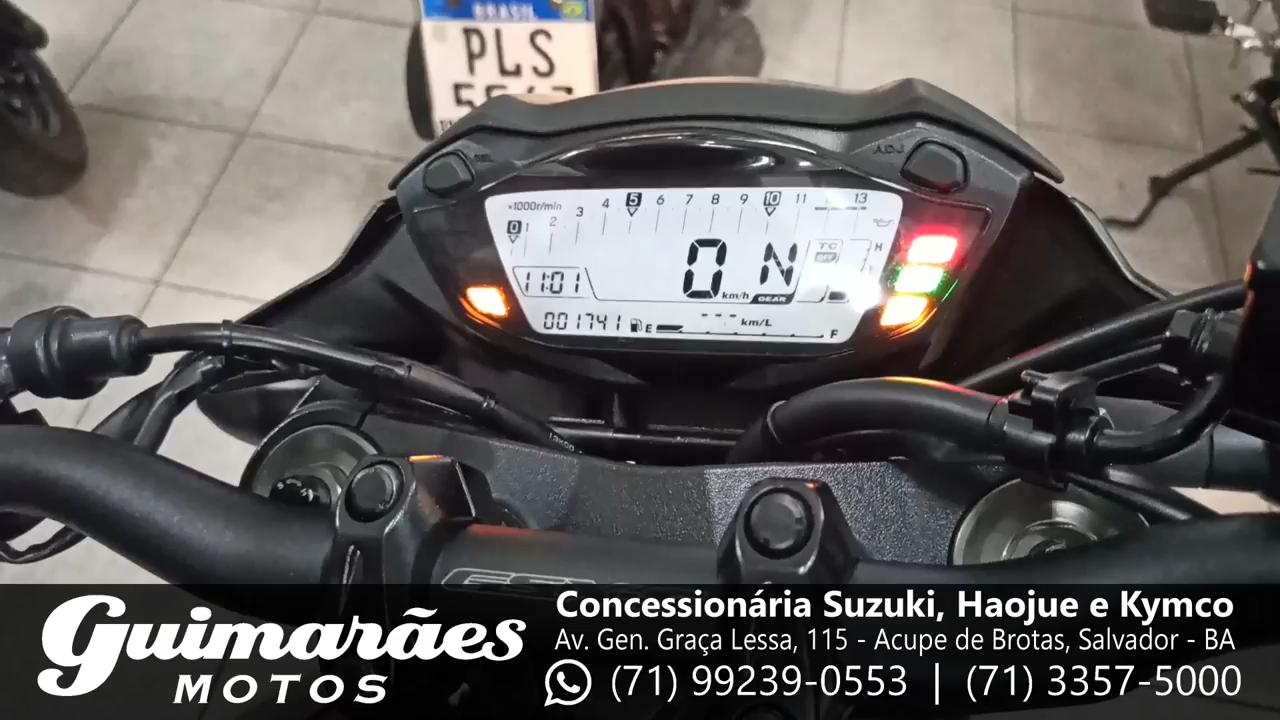 BRASIL
PLS
SEL
ADJ
x1000r/min
0 1 2 3 4 5 6 7 8 9 10 11 13
TC
OFF
H
11:01
0 km/h
N
GEAR
001741 E --- km/L F
Guimarães
MOTOS
Concessionária Suzuki, Haojue e Kymco
Av. Gen. Graça Lessa, 115 - Acupe de Brotas, Salvador - BA
(71) 99239-0553 | (71) 3357-5000